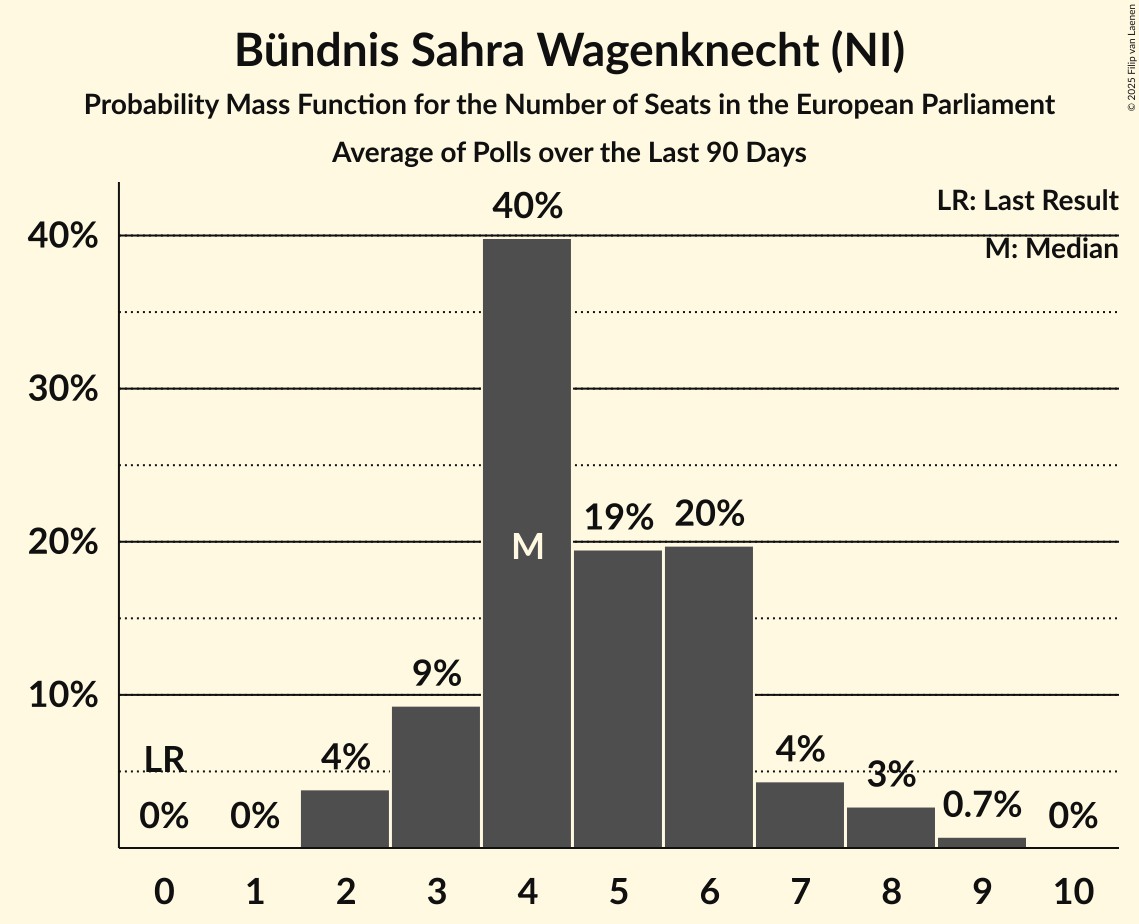 Bündnis Sahra Wagenknecht (NI)
Probability Mass Function for the Number of Seats in the European Parliament
Average of Polls over the Last 90 Days
© 2025 Filip van Laenen
LR: Last Result
M: Median
40%
30%
20%
10%
LR
0%
0%
4%
9%
40%
M
19%
20%
4%
3%
0.7%
0%
0 1 2 3 4 5 6 7 8 9 10